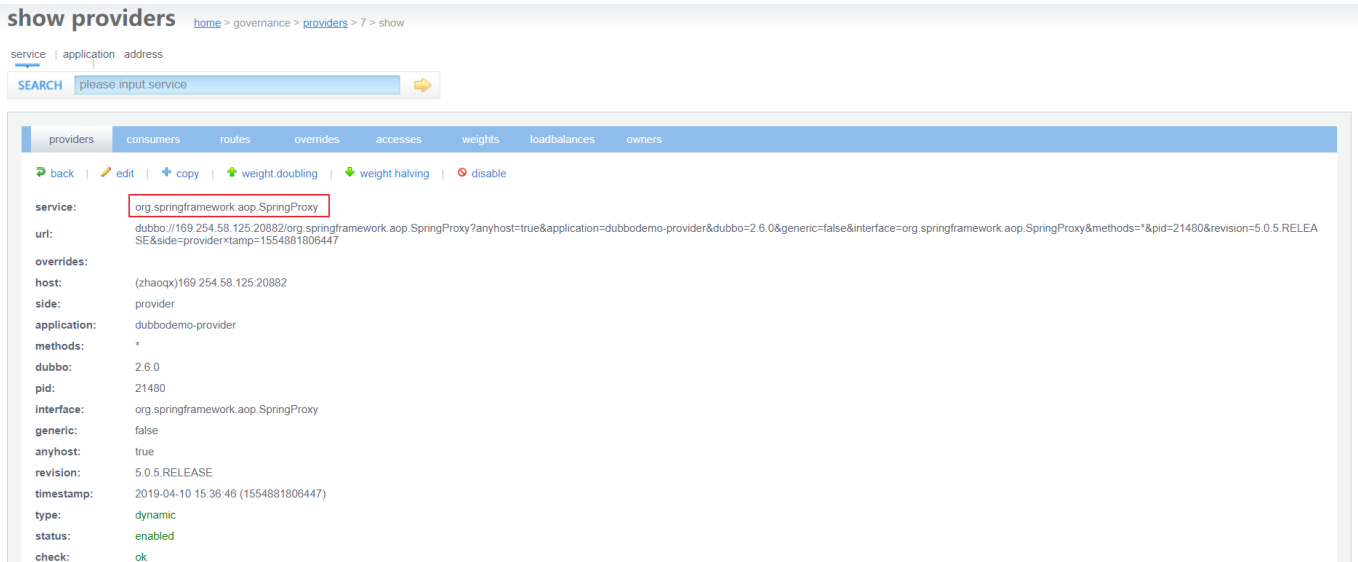 show providers home > governance > providers > 7 > show
service | application address
SEARCH please.input.service
providers consumers routes overrides accesses weights loadbalances owners
back | edit | copy | weight.doubling | weight.halving | disable
service: org.springframework.aop.SpringProxy
url: dubbo://169.254.58.125:20882/org.springframework.aop.SpringProxy?anyhost=true&application=dubbodemo-provider&dubbo=2.6.0&generic=false&interface=org.springframework.aop.SpringProxy&methods=*&pid=21480&revision=5.0.5.RELEA
SE&side=provider×tamp=1554881806447
overrides:
host: (zhaoqx)169.254.58.125:20882
side: provider
application: dubbodemo-provider
methods: *
dubbo: 2.6.0
pid: 21480
interface: org.springframework.aop.SpringProxy
generic: false
anyhost: true
revision: 5.0.5.RELEASE
timestamp: 2019-04-10 15:36:46 (1554881806447)
type: dynamic
status: enabled
check: ok